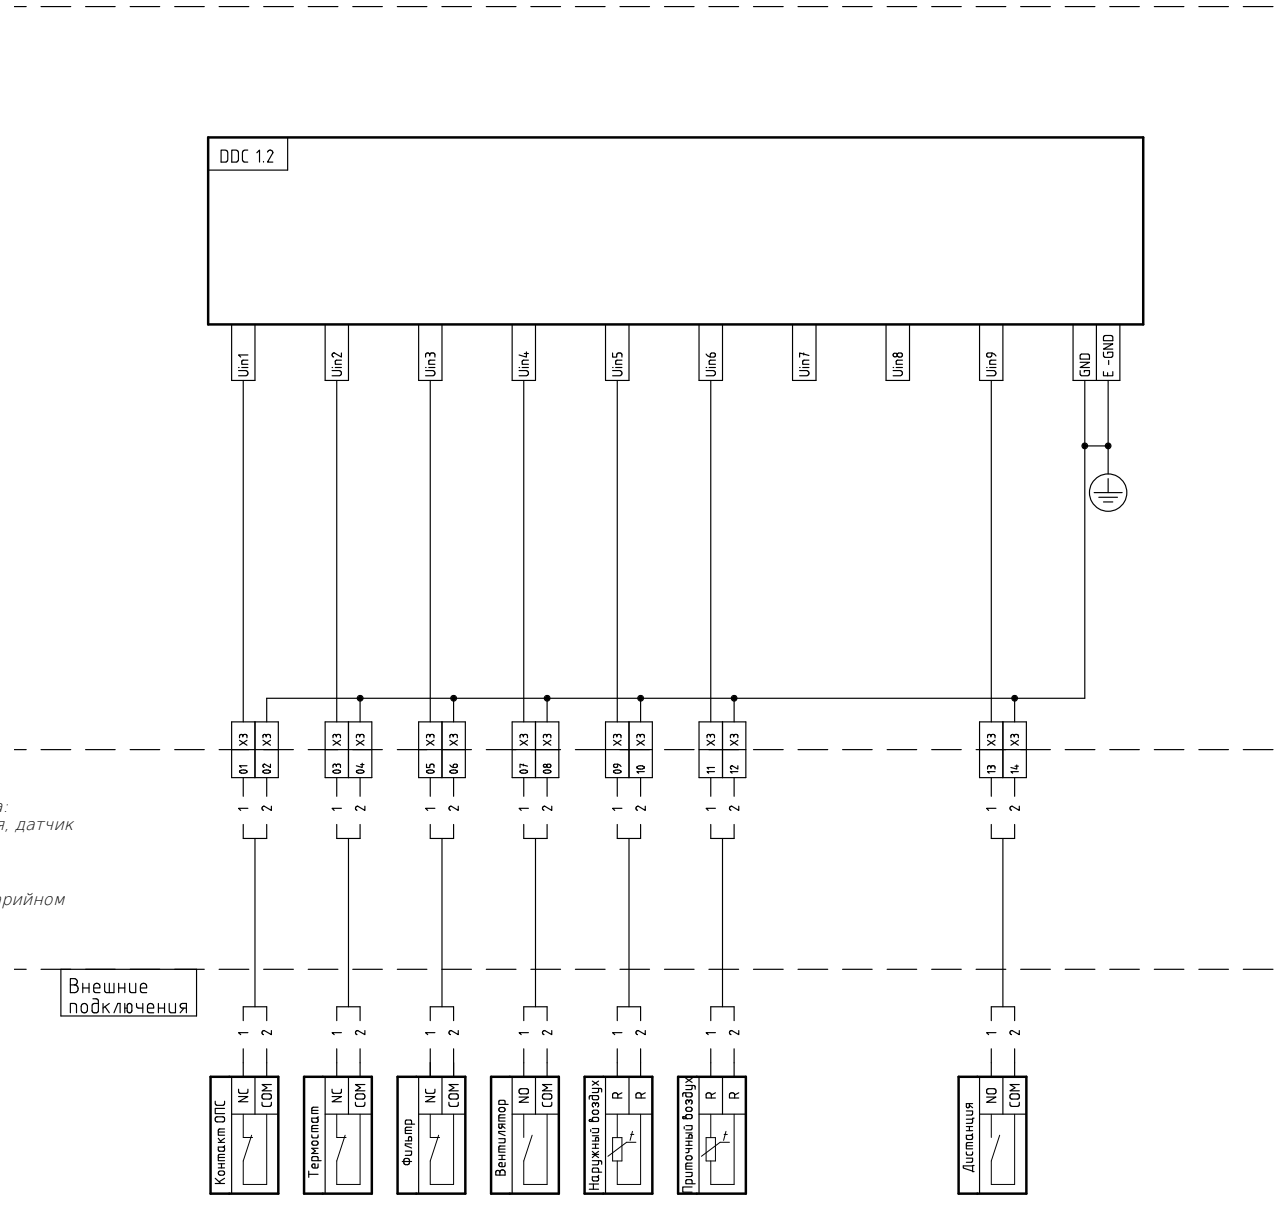 DDC 1.2
Uin1 Uin2 Uin3 Uin4 Uin5 Uin6 Uin7 Uin8 Uin9 GND E -GND
X3 X3 X3 X3 X3 X3 X3 X3 X3 X3 X3 X3 X3 X3
01 02 03 04 05 06 07 08 09 10 11 12 13 14
1 2 1 2 1 2 1 2 1 2 1 2 1 2
а:
я, датчик
арийном
Внешние
подключения
1 2 1 2 1 2 1 2 1 2 1 2 1 2
Контакт ОПС NC COM
Термостат NC COM
Фильтр NC COM
Вентилятор NO COM
Наружный воздух R R
t
Приточный воздух R R
t
Дистанция NO COM